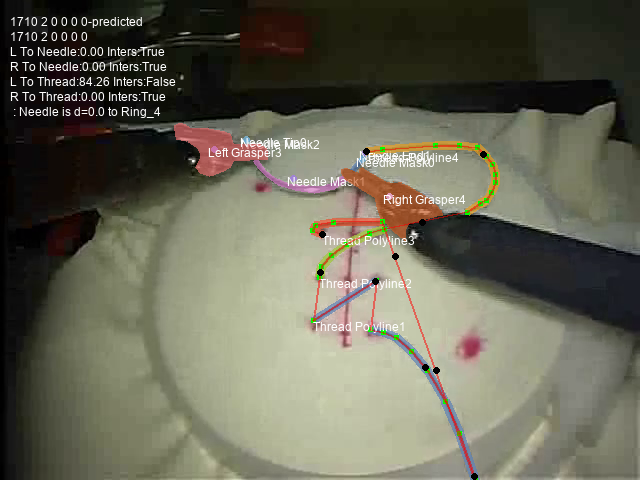 1710 2 0 0 0 0-predicted
1710 2 0 0 0 0
L To Needle:0.00 Inters:True
R To Needle:0.00 Inters:True
L To Thread:84.26 Inters:False
R To Thread:0.00 Inters:True
: Needle is d=0.0 to Ring_4
Left Grasper3
Needle Mask2
Polyline4
Needle Mask0
Needle Mask1
Right Grasper4
Thread Polyline3
Thread Polyline2
Thread Polyline1